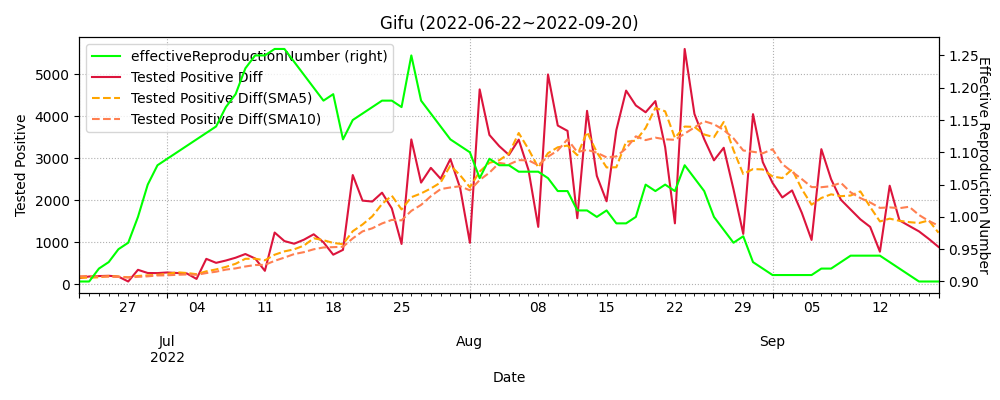 Gifu (2022-06-22~2022-09-20)
effectiveReproductionNumber (right)
Tested Positive Diff
Tested Positive Diff(SMA5)
Tested Positive Diff(SMA10)
Tested Positive
5000
4000
3000
2000
1000
0
1.25
1.20
1.15
1.10
1.05
1.00
0.95
0.90
Effective Reproduction Number
27 04 11 18 25 08 15 22 29 05 12
Jul Aug Sep
2022
Date